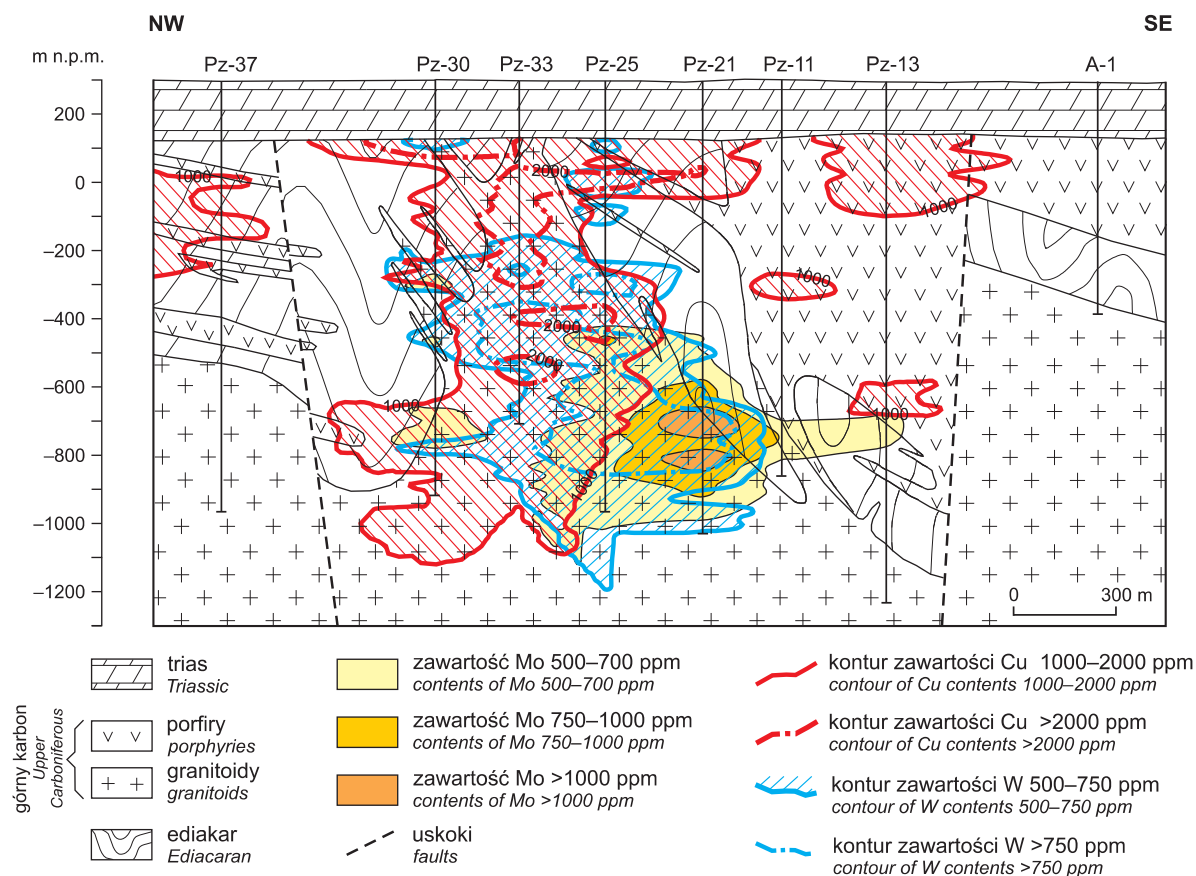 NW
SE
m n.p.m.
Pz-37
Pz-30
Pz-33
Pz-25
Pz-21
Pz-11
Pz-13
A-1
200
0
–200
–400
–600
–800
–1000
–1200
1000
2000
1000
1000
2000
2000
1000
1000
1000
0
300 m
górny karbon
Upper
Carboniferous
trias
Triassic
porfiry
porphyries
granitoidy
granitoids
ediakar
Ediacaran
zawartość Mo 500–700 ppm
contents of Mo 500–700 ppm
zawartość Mo 750–1000 ppm
contents of Mo 750–1000 ppm
zawartość Mo >1000 ppm
contents of Mo >1000 ppm
uskoki
faults
kontur zawartości Cu 1000–2000 ppm
contour of Cu contents 1000–2000 ppm
kontur zawartości Cu >2000 ppm
contour of Cu contents >2000 ppm
kontur zawartości W 500–750 ppm
contour of W contents 500–750 ppm
kontur zawartości W >750 ppm
contour of W contents >750 ppm